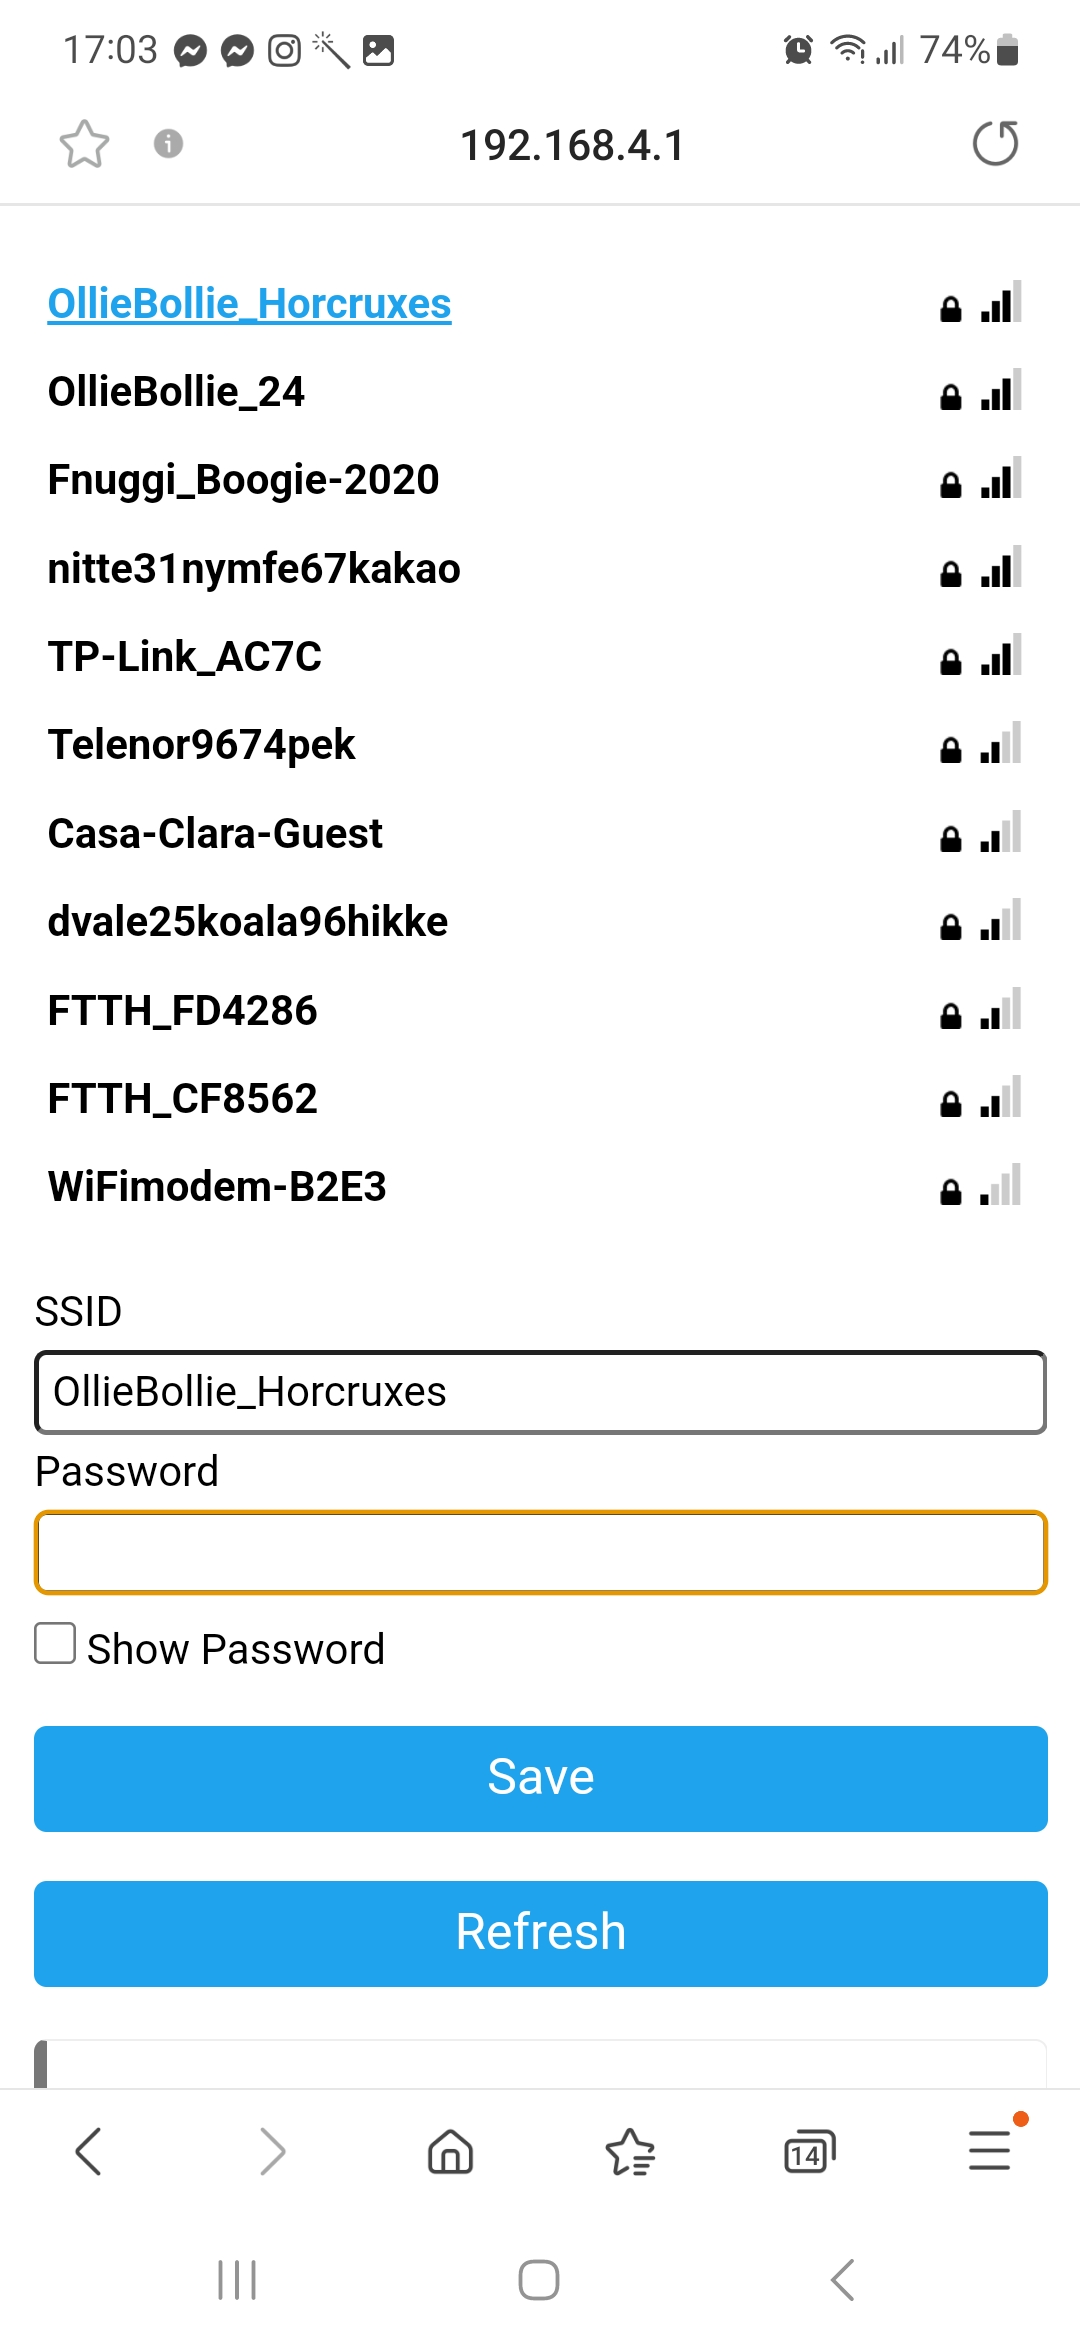 17:03
74%
192.168.4.1
OllieBollie_Horcruxes
OllieBollie_24
Fnuggi_Boogie-2020
nitte31nymfe67kakao
TP-Link_AC7C
Telenor9674pek
Casa-Clara-Guest
dvale25koala96hikke
FTTH_FD4286
FTTH_CF8562
WiFimodem-B2E3
SSID
OllieBollie_Horcruxes
Password
Show Password
Save
Refresh
14